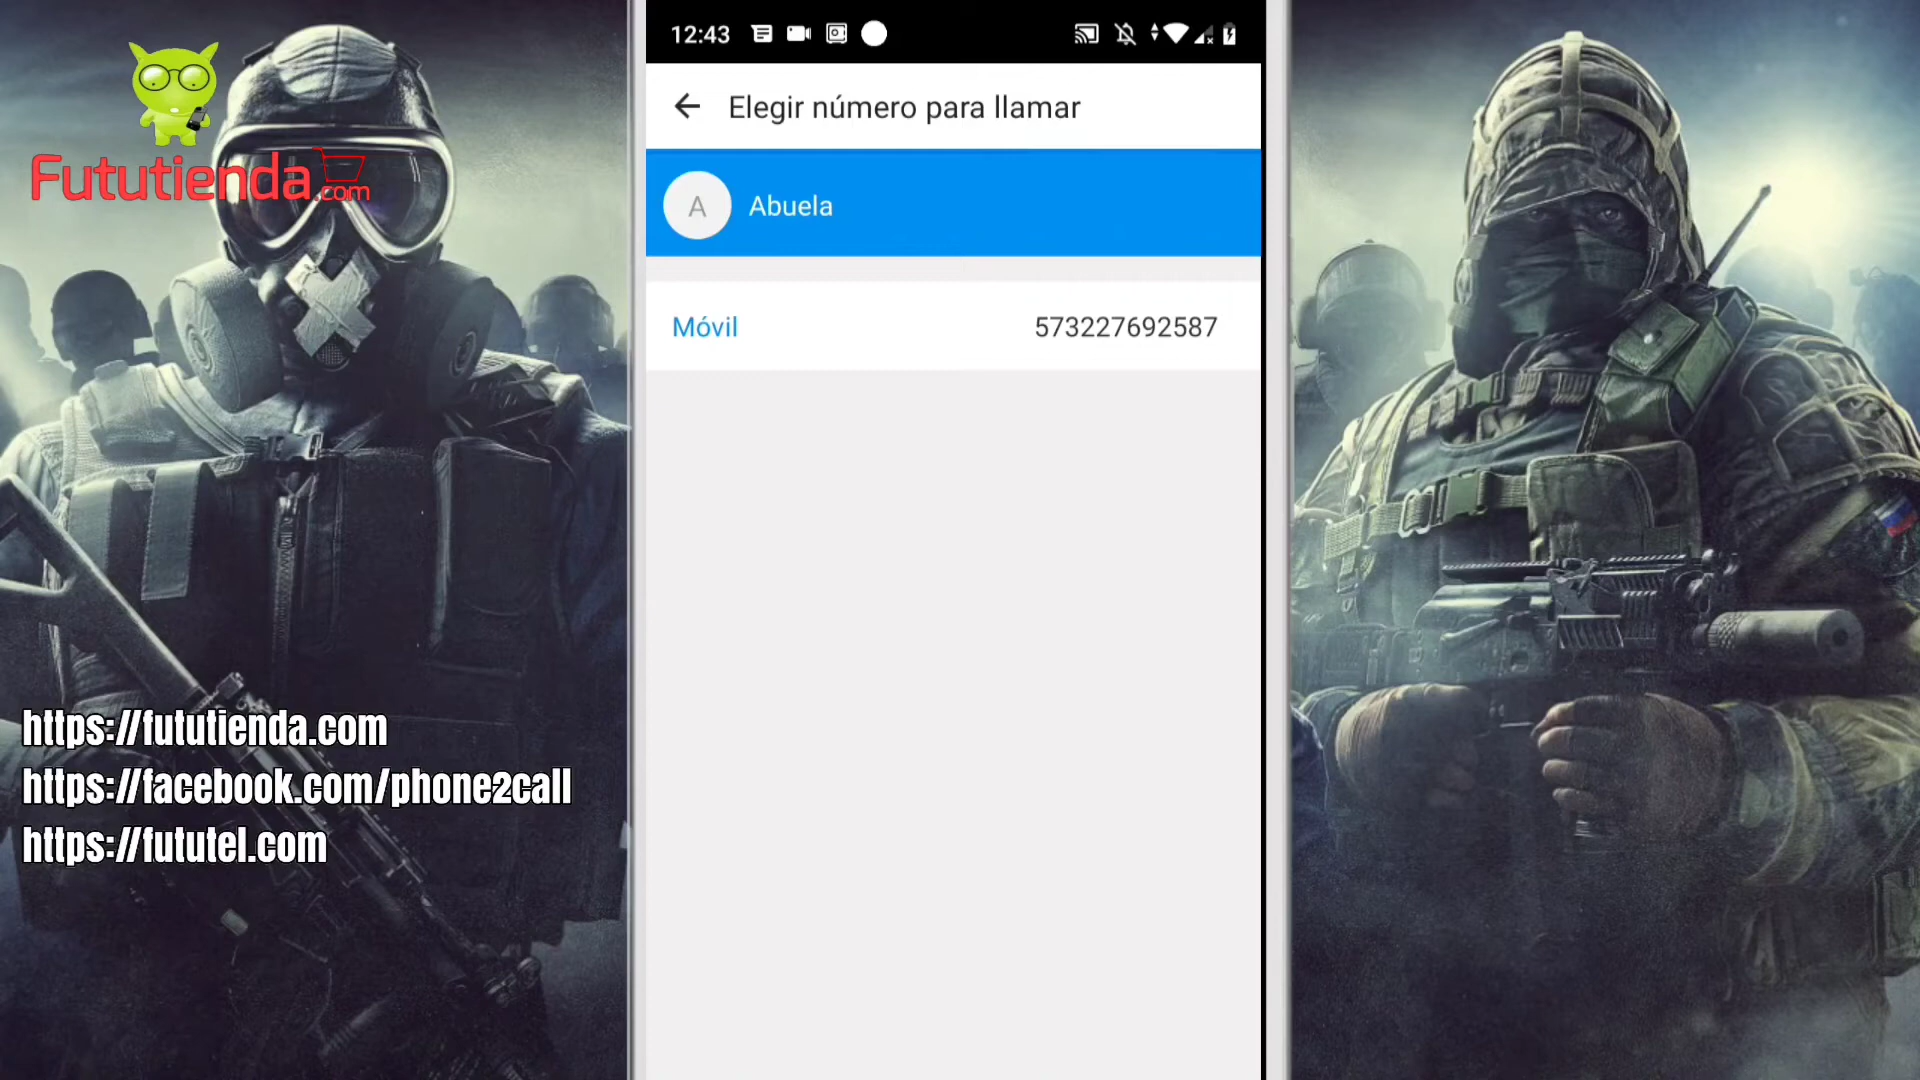 Fututienda.com
12:43
Elegir número para llamar
A
Abuela
Móvil
573227692587
https://fututienda.com
https://facebook.com/phone2call
https://fututel.com